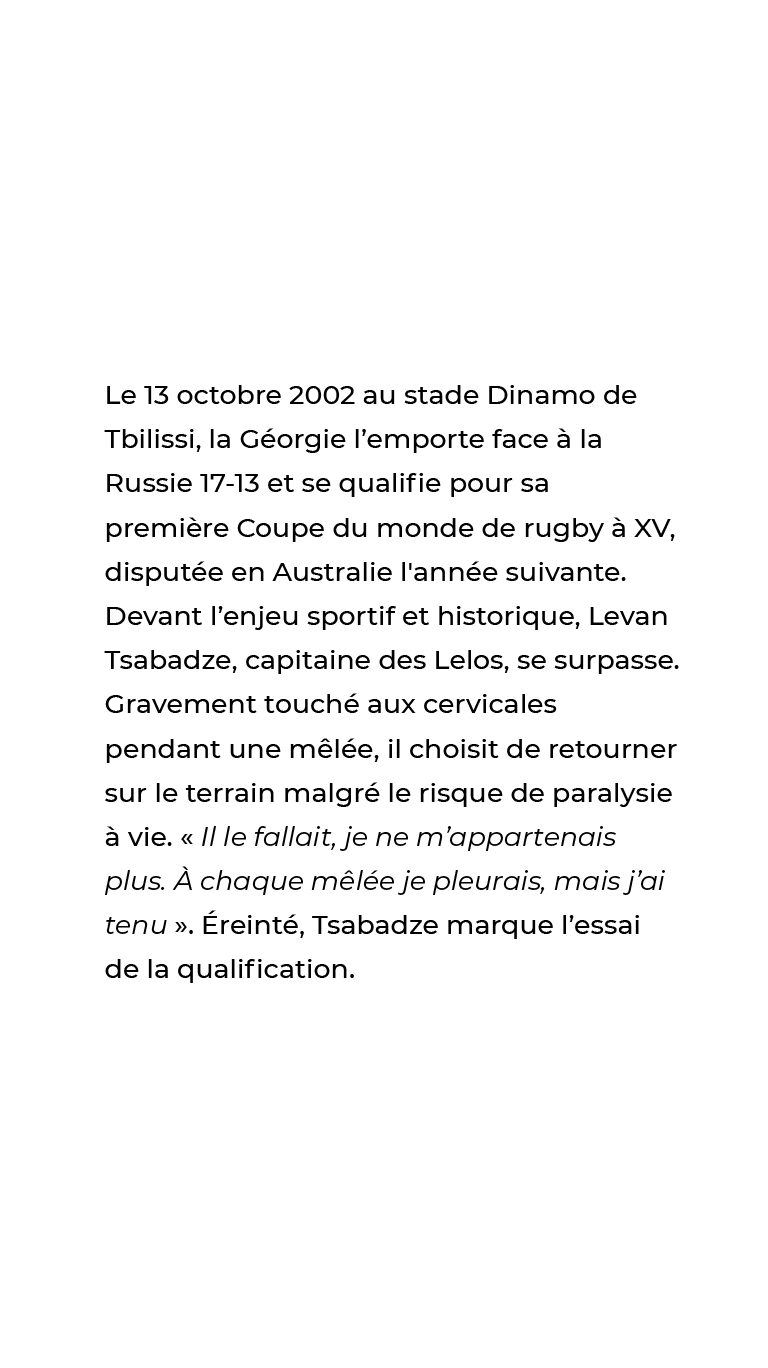 Le 13 octobre 2002 au stade Dinamo de
Tbilissi, la Géorgie l’emporte face à la
Russie 17-13 et se qualifie pour sa
première Coupe du monde de rugby à XV,
disputée en Australie l'année suivante.
Devant l’enjeu sportif et historique, Levan
Tsabadze, capitaine des Lelos, se surpasse.
Gravement touché aux cervicales
pendant une mêlée, il choisit de retourner
sur le terrain malgré le risque de paralysie
à vie. « Il le fallait, je ne m’appartenais
plus. À chaque mêlée je pleurais, mais j’ai
tenu ». Éreinté, Tsabadze marque l’essai
de la qualification.